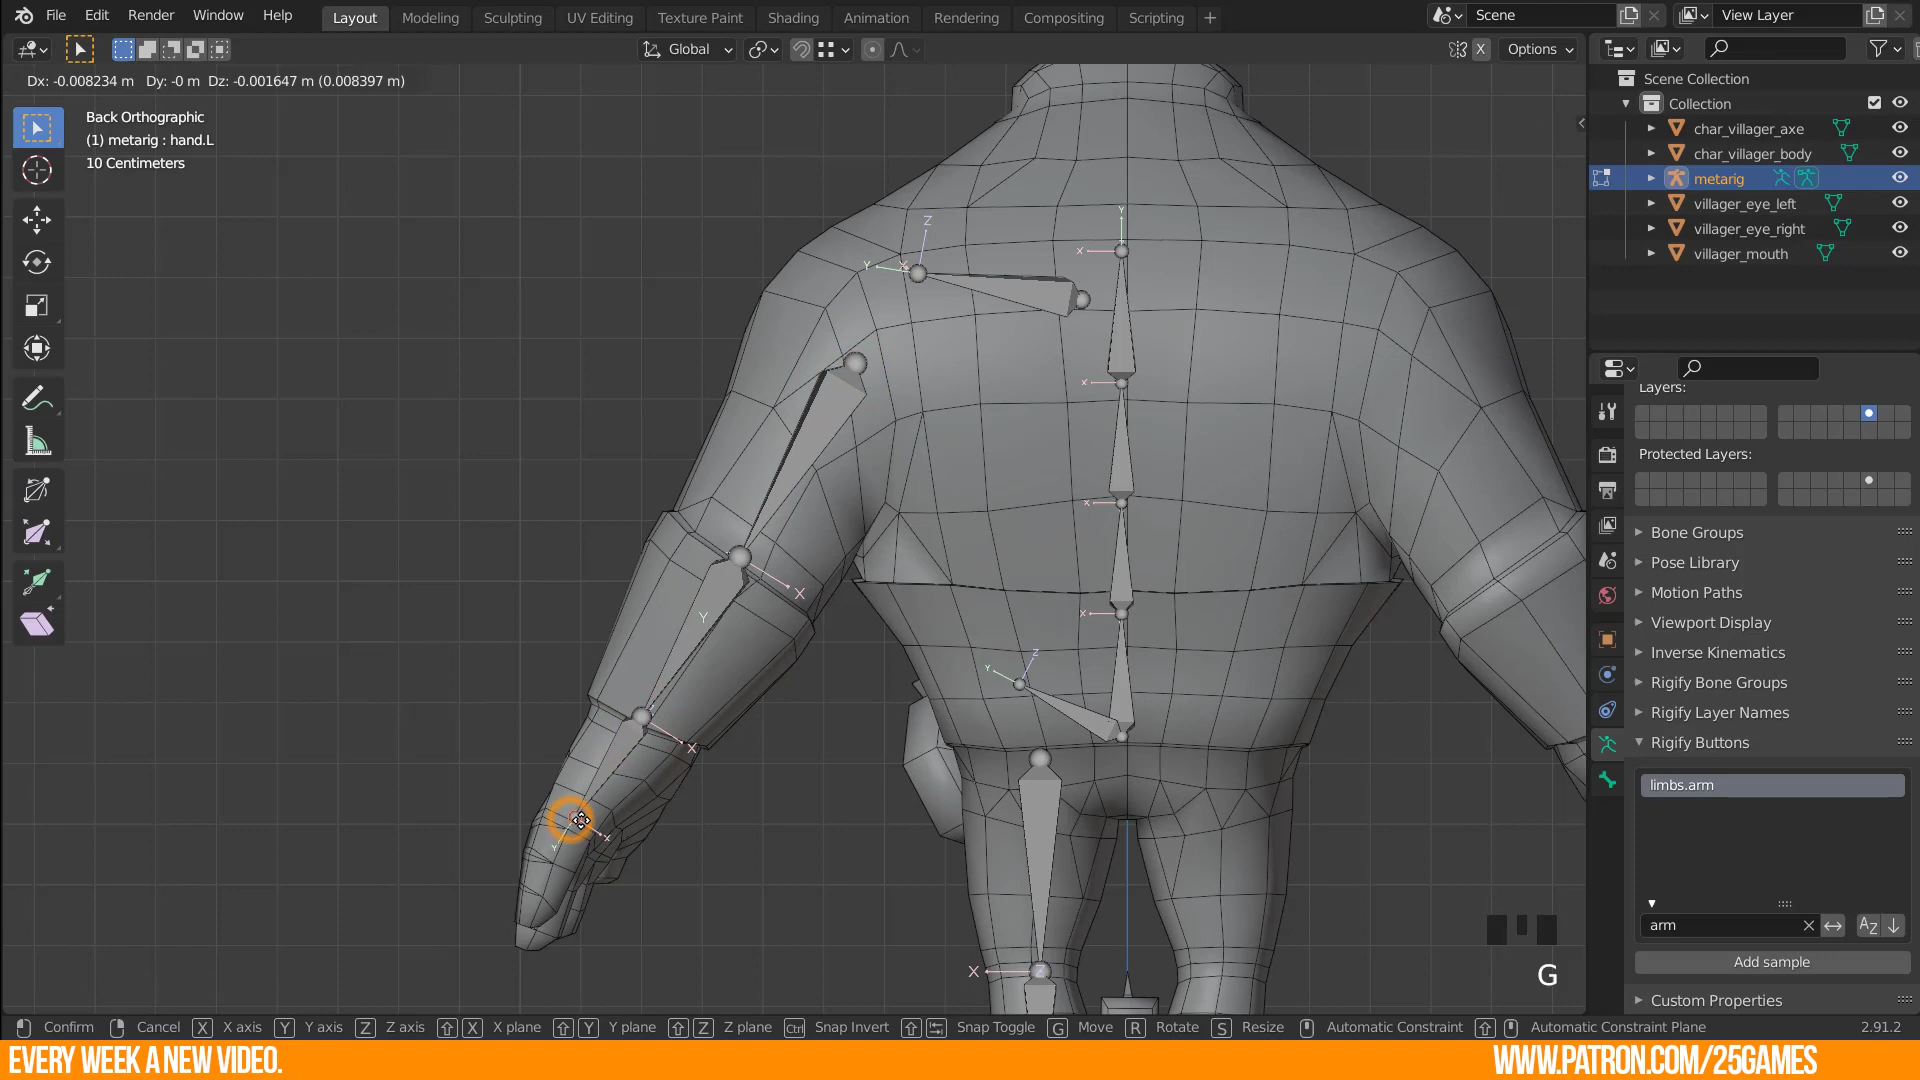 File Edit Render Window Help
Layout Modeling Sculpting UV Editing Texture Paint Shading Animation Rendering Compositing Scripting +
Scene
View Layer
Global
X
Options
Dx: -0.008234 m Dy: -0 m Dz: -0.001647 m (0.008397 m)
Back Orthographic
(1) metarig : hand.L
10 Centimeters
Scene Collection
Collection
char_villager_axe
char_villager_body
metarig
villager_eye_left
villager_eye_right
villager_mouth
Layers:
Protected Layers:
Bone Groups
Pose Library
Motion Paths
Viewport Display
Inverse Kinematics
Rigify Bone Groups
Rigify Layer Names
Rigify Buttons
limbs.arm
arm
Add sample
Custom Properties
Z
Y
X
Y
X
X
X
X
X
Y
Z
Y
X
X
Y
X
X
Z
G
Confirm Cancel X X axis Y Y axis Z Z axis X X plane Y Y plane Z Z plane Ctrl Snap Invert Snap Toggle G Move R Rotate S Resize Automatic Constraint Automatic Constraint Plane 2.91.2
EVERY WEEK A NEW VIDEO.
WWW.PATRON.COM/25GAMES